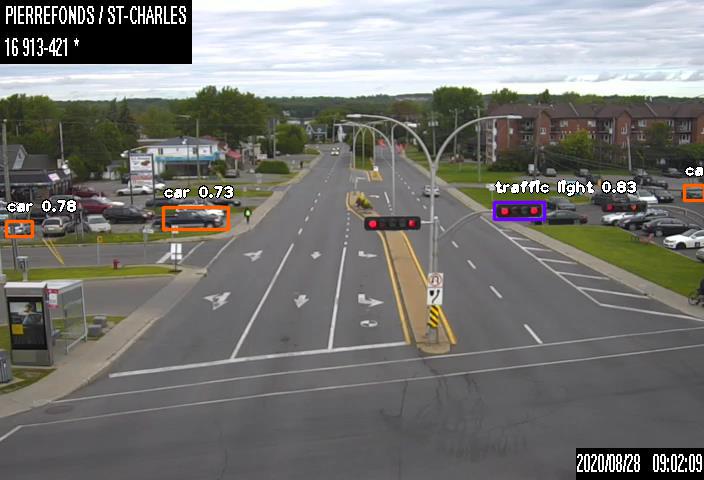 PIERREFONDS / ST-CHARLES
16 913-421 *
car 0.78
car 0.73
traffic light 0.83
ca
2020/08/28 09:02:09